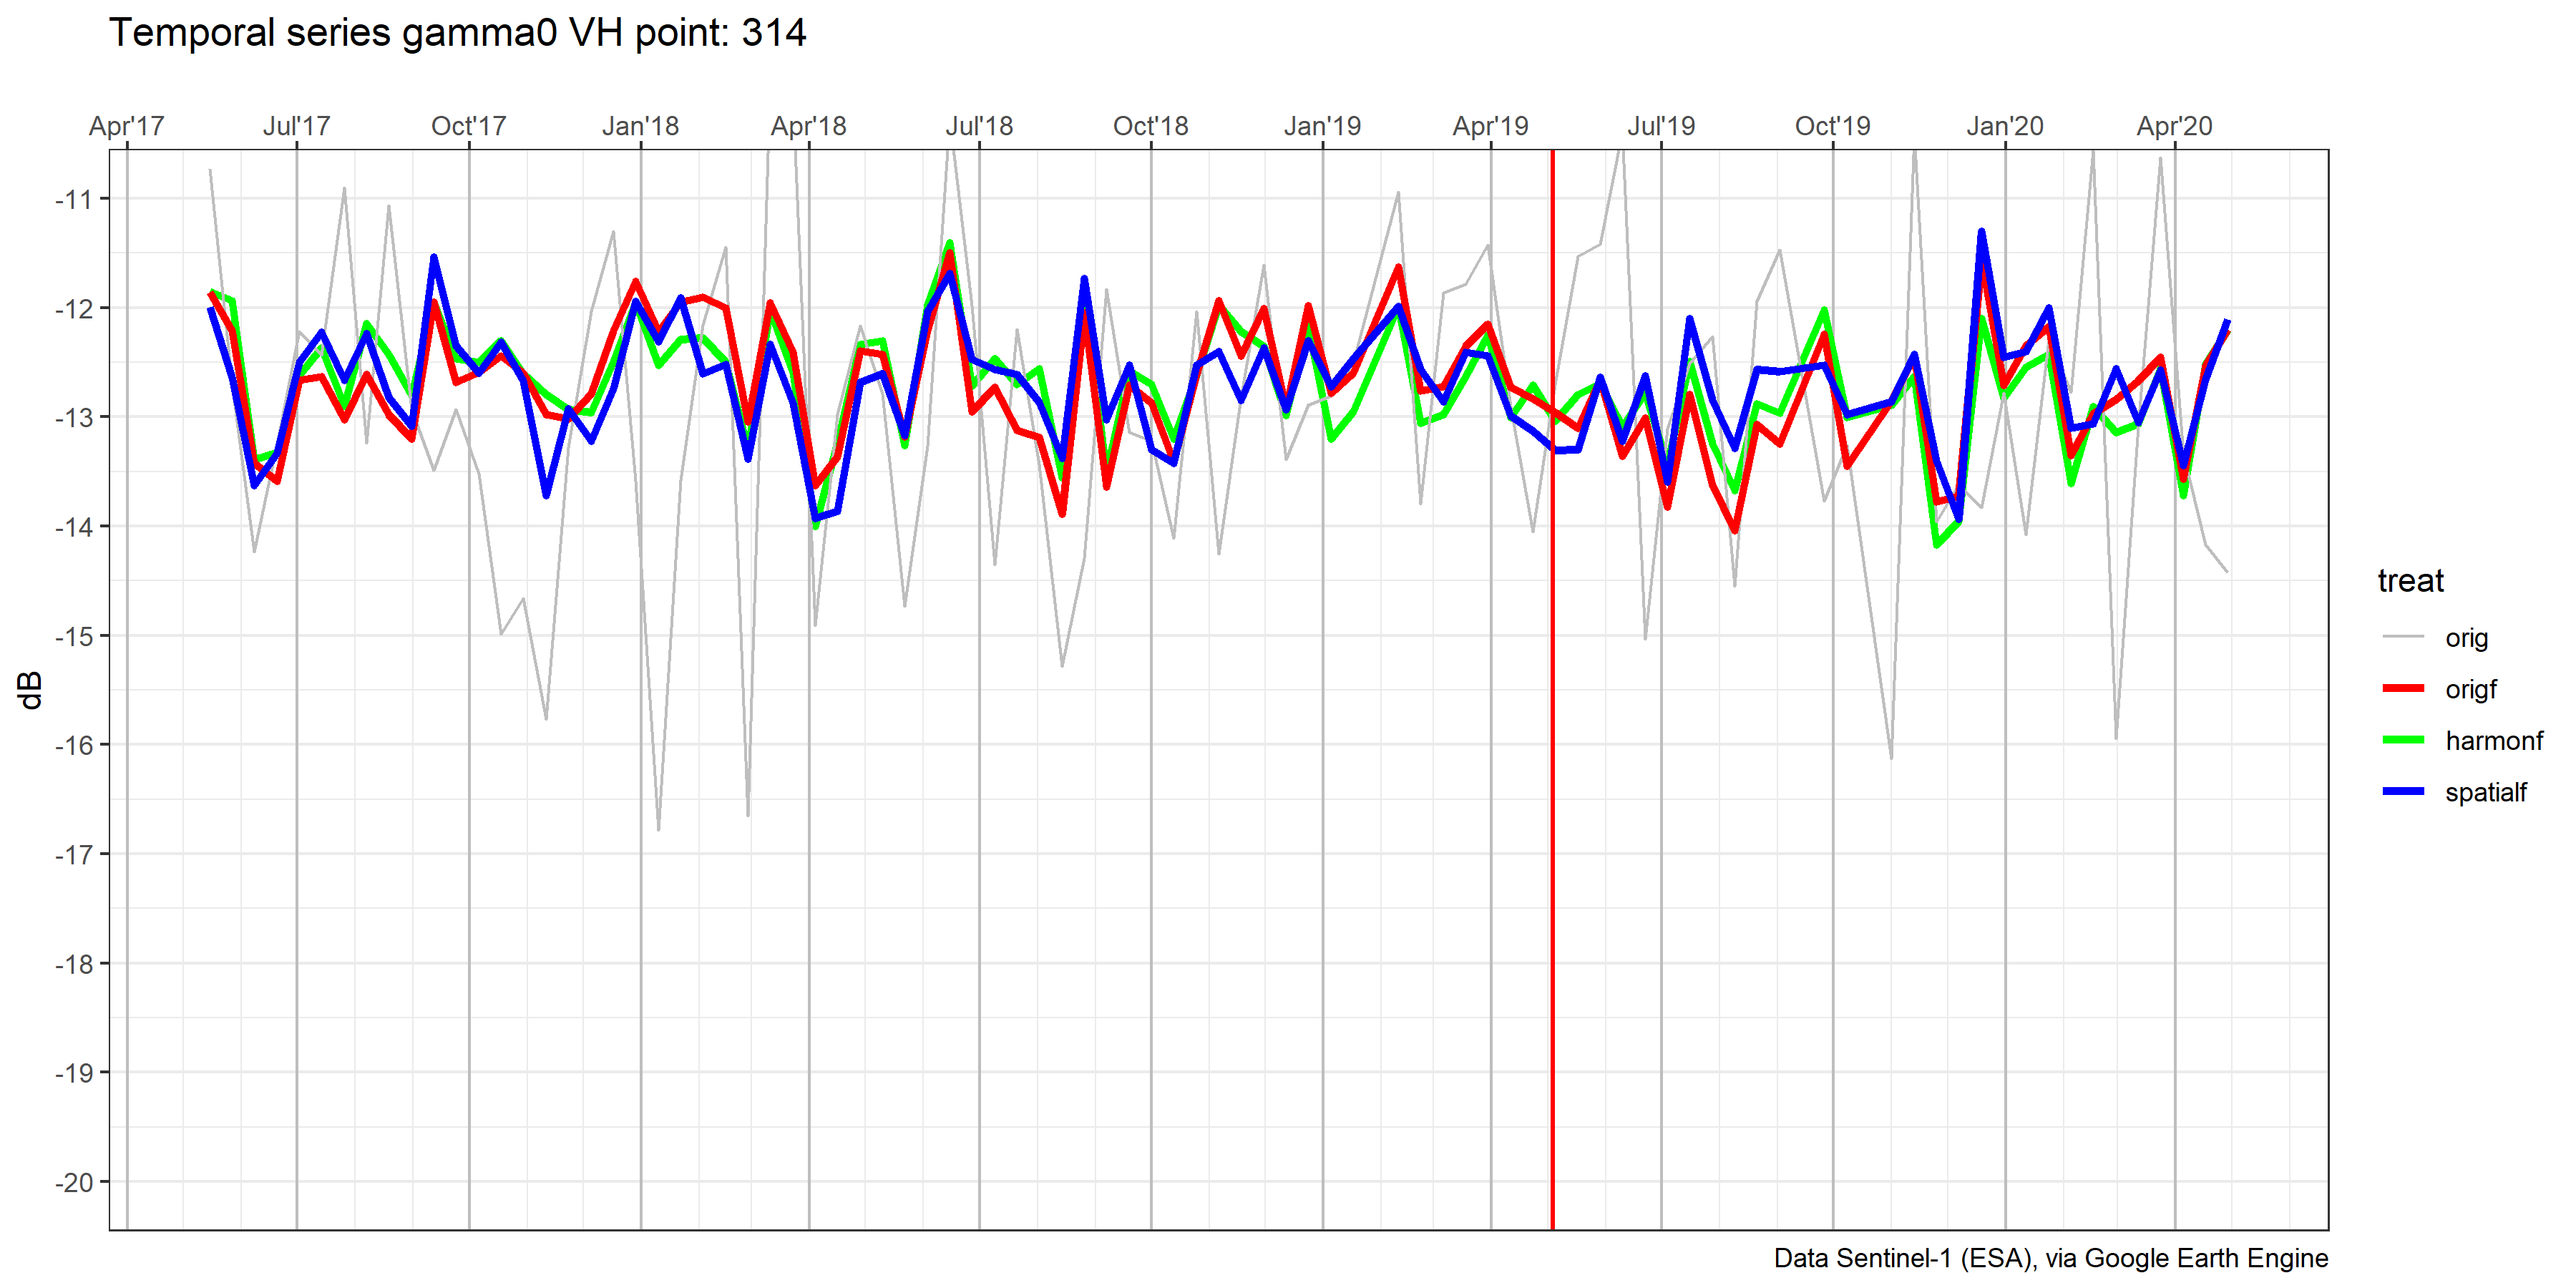 Temporal series gamma0 VH point: 314
Apr'17 Jul'17 Oct'17 Jan'18 Apr'18 Jul'18 Oct'18 Jan'19 Apr'19 Jul'19 Oct'19 Jan'20 Apr'20
-11
-12
-13
-14
-15
-16
-17
-18
-19
-20
dB
treat
orig
origf
harmonf
spatialf
Data Sentinel-1 (ESA), via Google Earth Engine